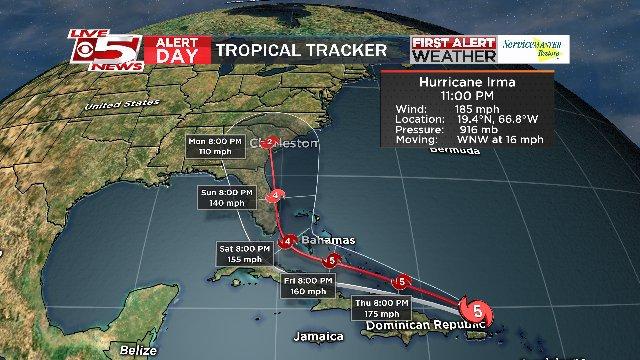 LIVE
5
NEWS
ALERT
DAY
TROPICAL TRACKER
FIRST ALERT
WEATHER
ServiceMASTER
Restore
Hurricane Irma
11:00 PM
Wind: 185 mph
Location: 19.4°N, 66.8°W
Pressure: 916 mb
Moving: WNW at 16 mph
United States
Bermuda
Mon 8:00 PM
110 mph
2
Charleston
Sun 8:00 PM
140 mph
4
Sat 8:00 PM
155 mph
4
Bahamas
Fri 8:00 PM
160 mph
5
Thu 8:00 PM
175 mph
5
5
Dominican Republic
Jamaica
Belize